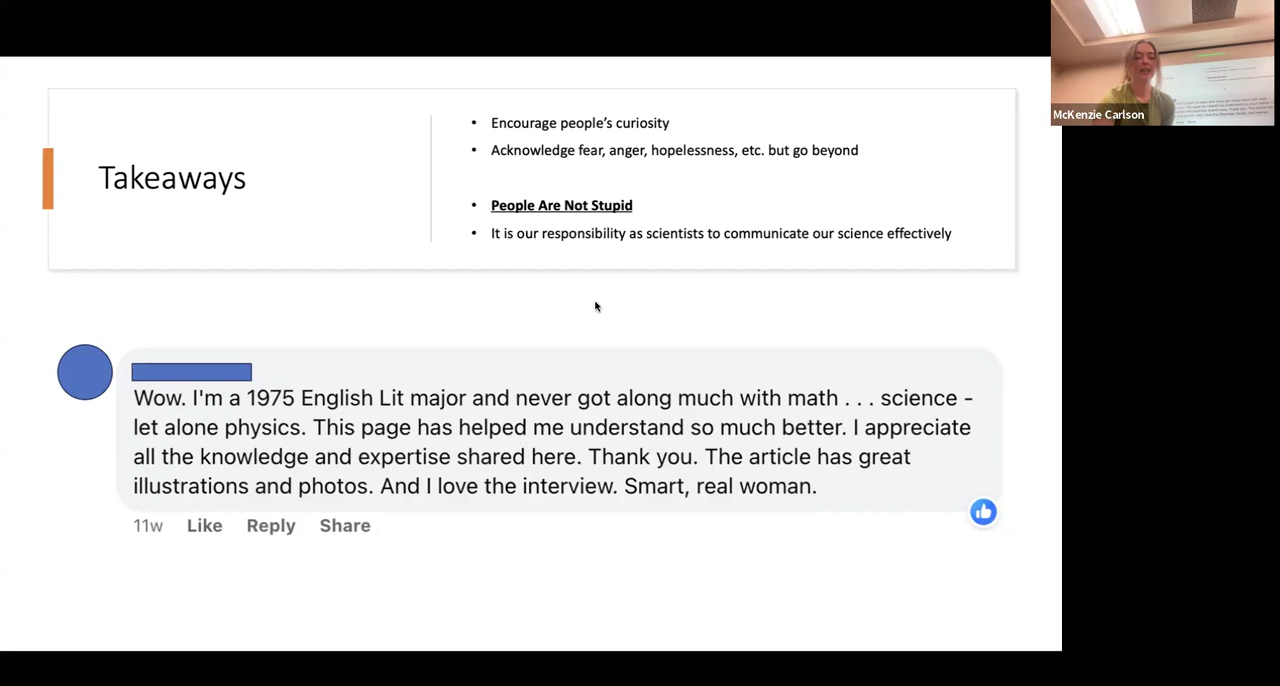 McKenzie Carlson
Takeaways
• Encourage people's curiosity
• Acknowledge fear, anger, hopelessness, etc. but go beyond
• People Are Not Stupid
• It is our responsibility as scientists to communicate our science effectively
Wow. I'm a 1975 English Lit major and never got along much with math . . . science -
let alone physics. This page has helped me understand so much better. I appreciate
all the knowledge and expertise shared here. Thank you. The article has great
illustrations and photos. And I love the interview. Smart, real woman.
11w Like Reply Share